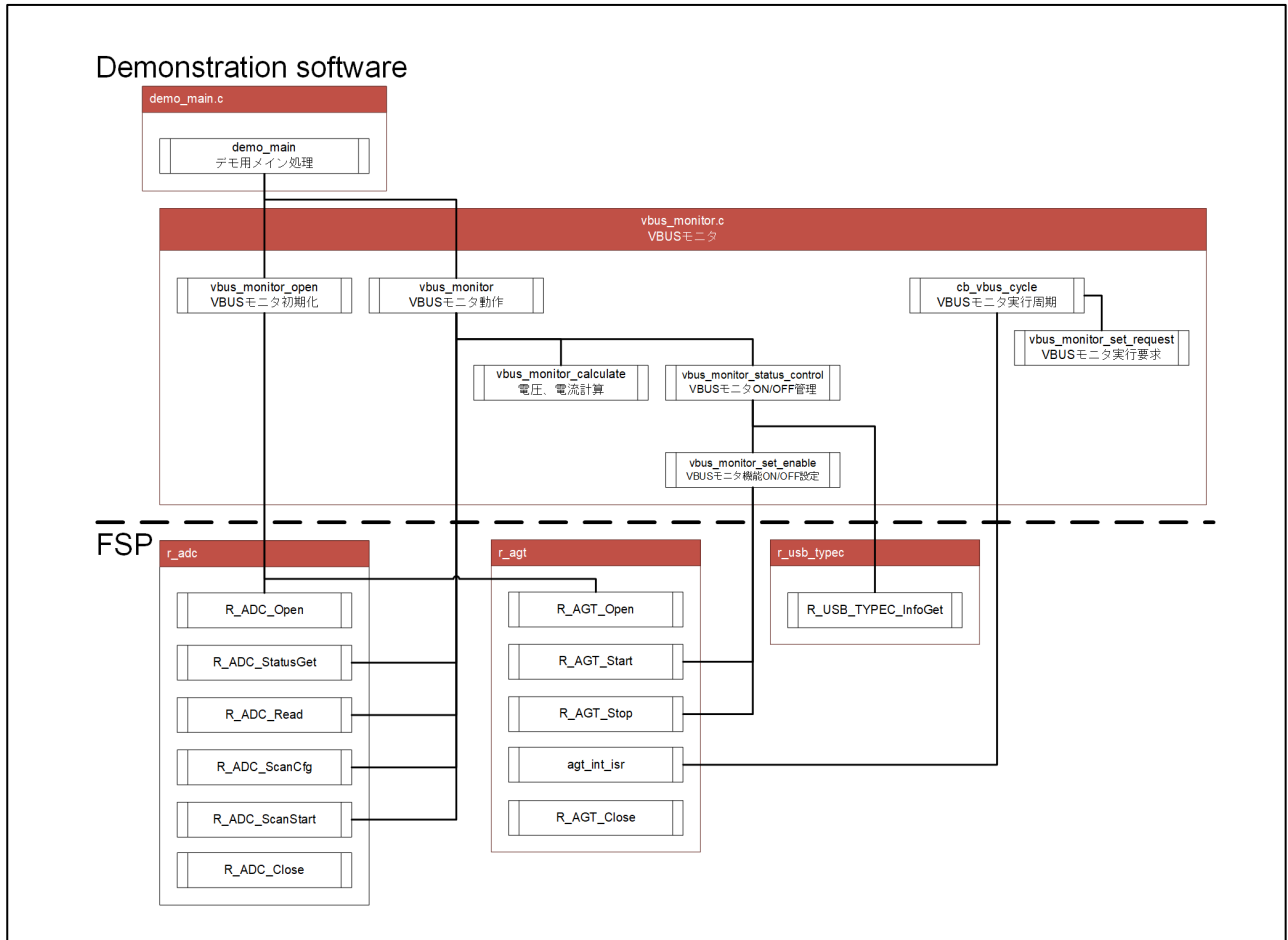 Demonstration software
demo_main.c
demo_main
デモ用メイン処理
vbus_monitor.c
VBUSモニタ
vbus_monitor_open
VBUSモニタ初期化
vbus_monitor
VBUSモニタ動作
cb_vbus_cycle
VBUSモニタ実行周期
vbus_monitor_set_request
VBUSモニタ実行要求
vbus_monitor_calculate
電圧、電流計算
vbus_monitor_status_control
VBUSモニタON/OFF管理
vbus_monitor_set_enable
VBUSモニタ機能ON/OFF設定
FSP
r_adc
R_ADC_Open
R_ADC_StatusGet
R_ADC_Read
R_ADC_ScanCfg
R_ADC_ScanStart
R_ADC_Close
r_agt
R_AGT_Open
R_AGT_Start
R_AGT_Stop
agt_int_isr
R_AGT_Close
r_usb_typec
R_USB_TYPEC_InfoGet